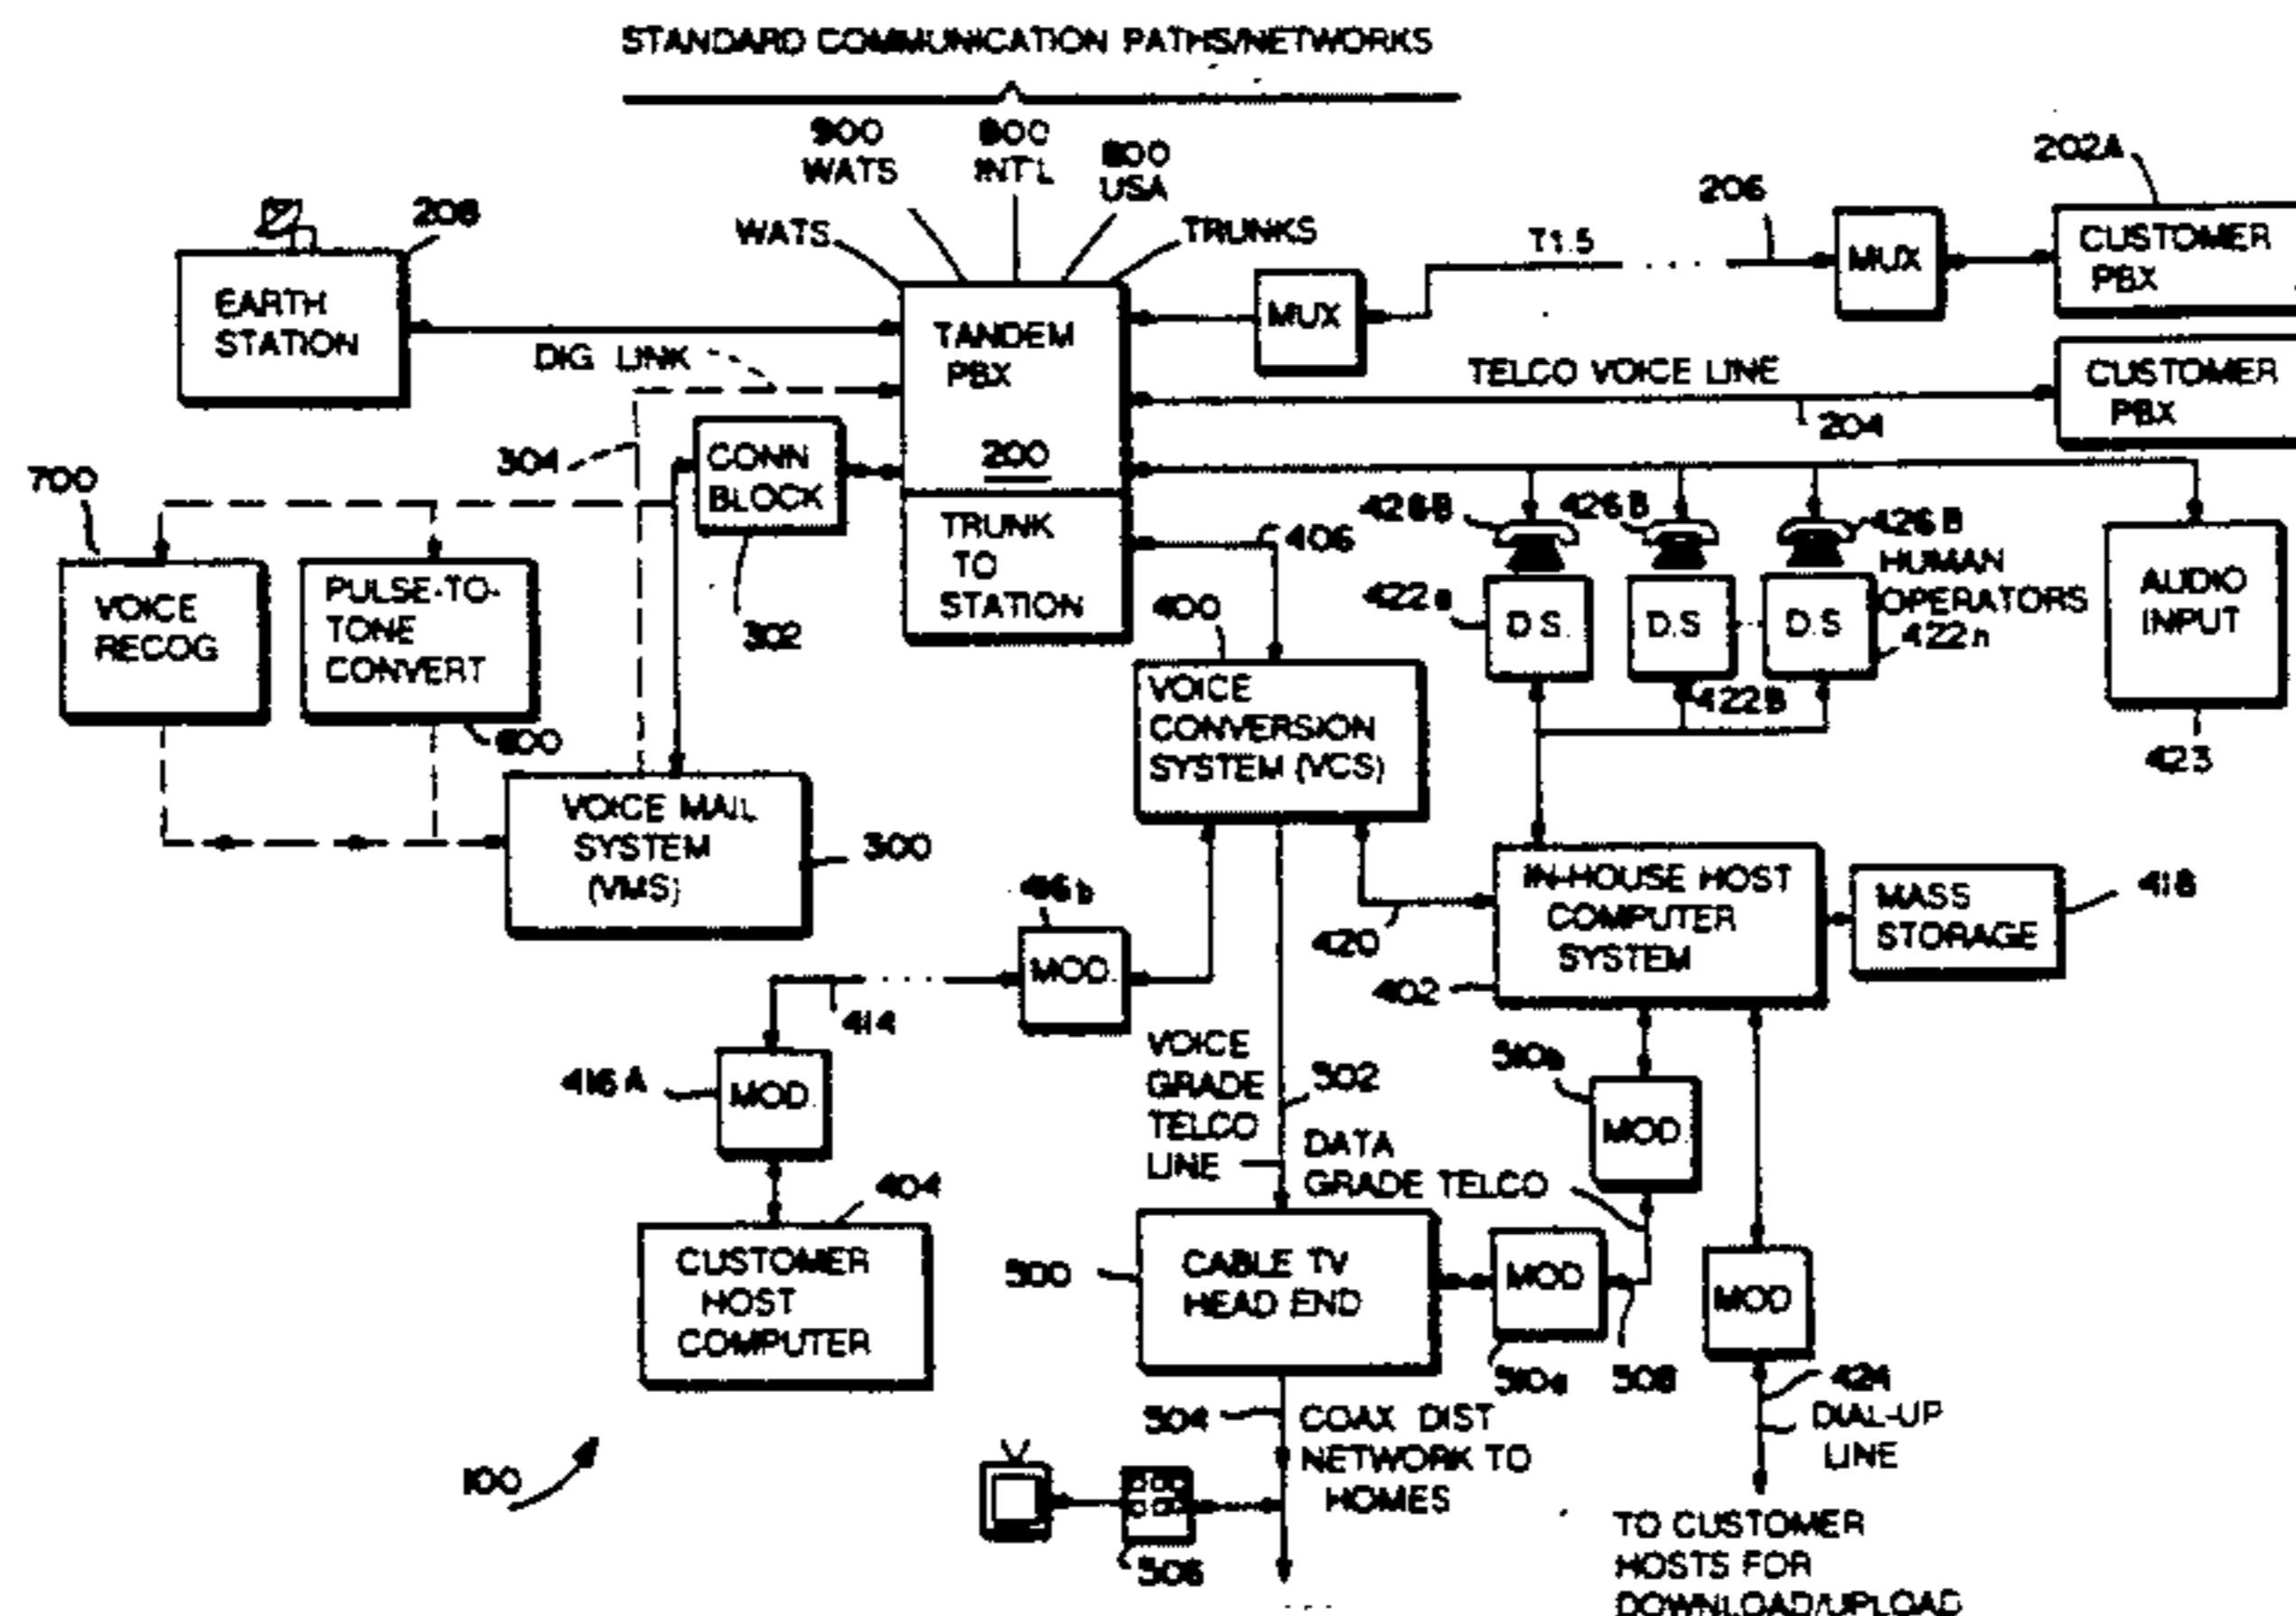 STANDARD COMMUNICATION PATHS/NETWORKS
900
WATS
800
INT'L
800
USA
WATS
TRUNKS
208
EARTH
STATION
DIG LINK
TANDEM
PBX
200
TRUNK
TO
STATION
MUX
T1.5
206
MUX
202A
CUSTOMER
PBX
TELCO VOICE LINE
204
CUSTOMER
PBX
304
CONN
BLOCK
302
700
VOICE
RECOG
PULSE-TO-
TONE
CONVERT
600
VOICE MAIL
SYSTEM
(VMS)
300
406
400
VOICE
CONVERSION
SYSTEM (VCS)
426B
426B
426B
HUMAN
OPERATORS
422a
D.S.
D.S
D.S
422n
422B
AUDIO
INPUT
423
416b
MOD.
414
416A
MOD.
404
CUSTOMER
HOST
COMPUTER
420
IN-HOUSE HOST
COMPUTER
SYSTEM
402
MASS
STORAGE
418
VOICE
GRADE
TELCO
LINE
502
DATA
GRADE TELCO
510b
MOD.
500
CABLE TV
HEAD END
MOD
510a
508
MOD.
424
DIAL-UP
LINE
504
COAX DIST
NETWORK TO
HOMES
506
100
TO CUSTOMER
HOSTS FOR
DOWNLOAD/UPLOAD